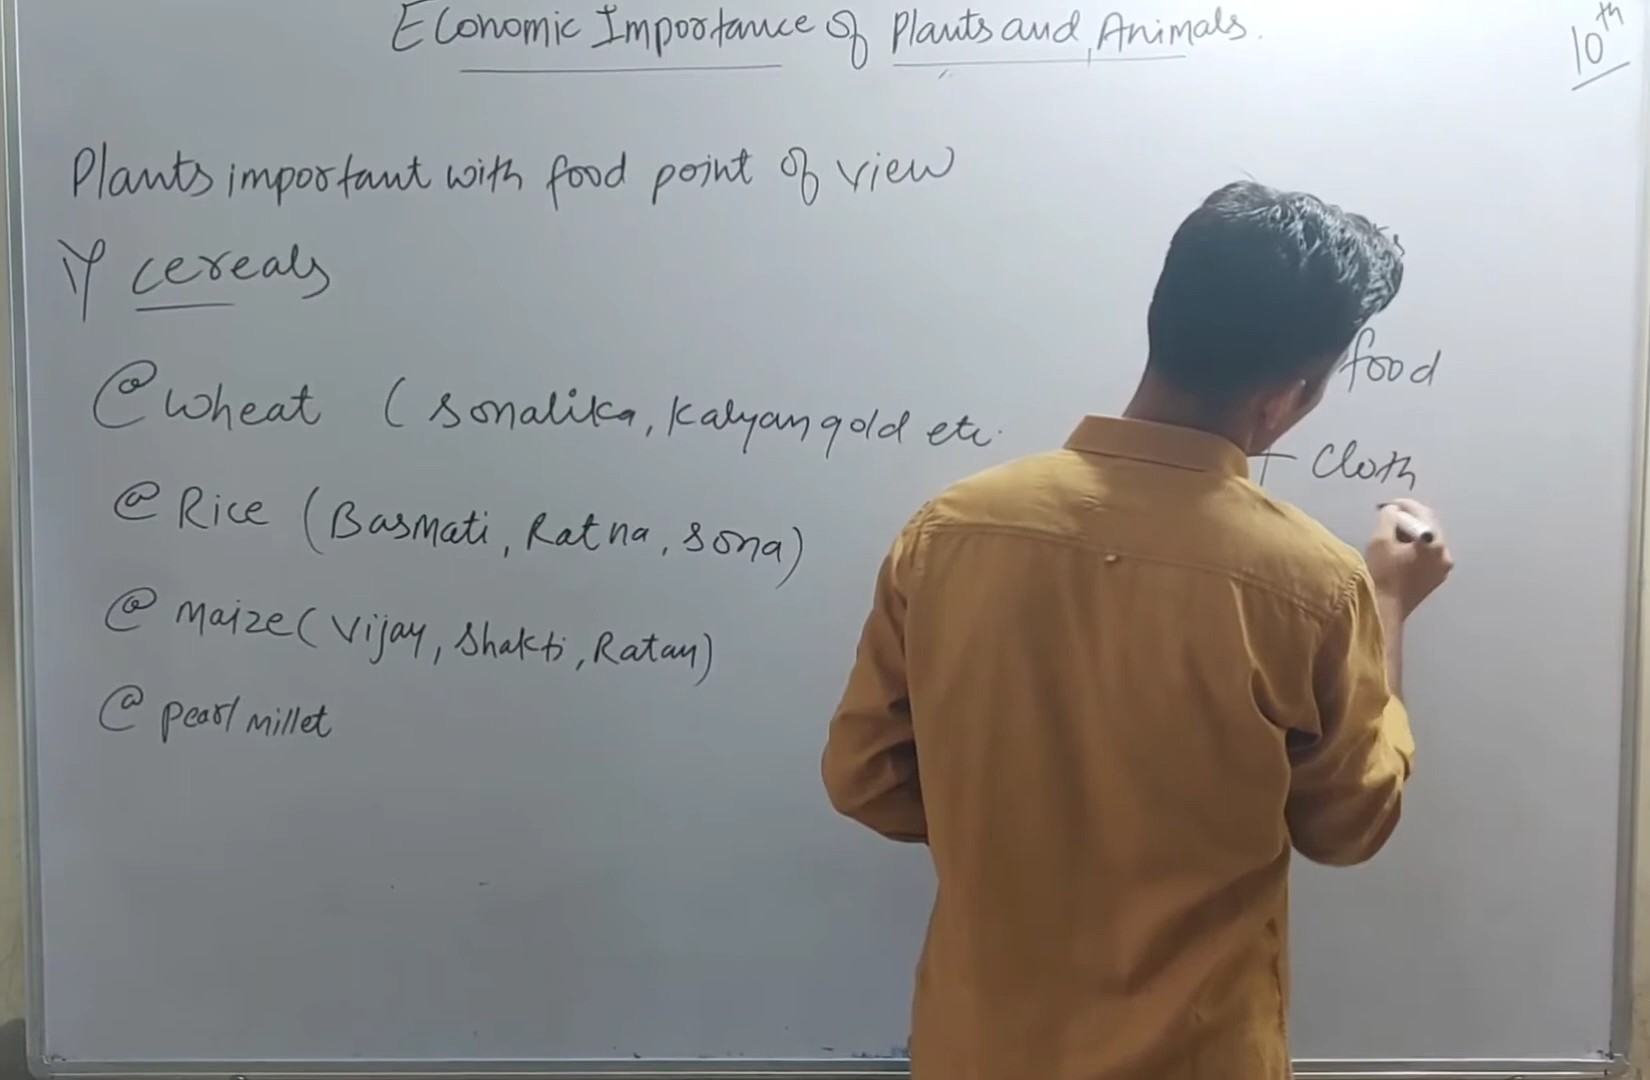 Economic Importance of Plants and Animals.
10th
Plants important with food point of view
1) cereals
@ Wheat (Sonalika, Kalyan gold etc.
@ Rice (Basmati, Ratna, Sona)
@ Maize (Vijay, Shakti, Ratan)
@ pearl millet
food
Cloth